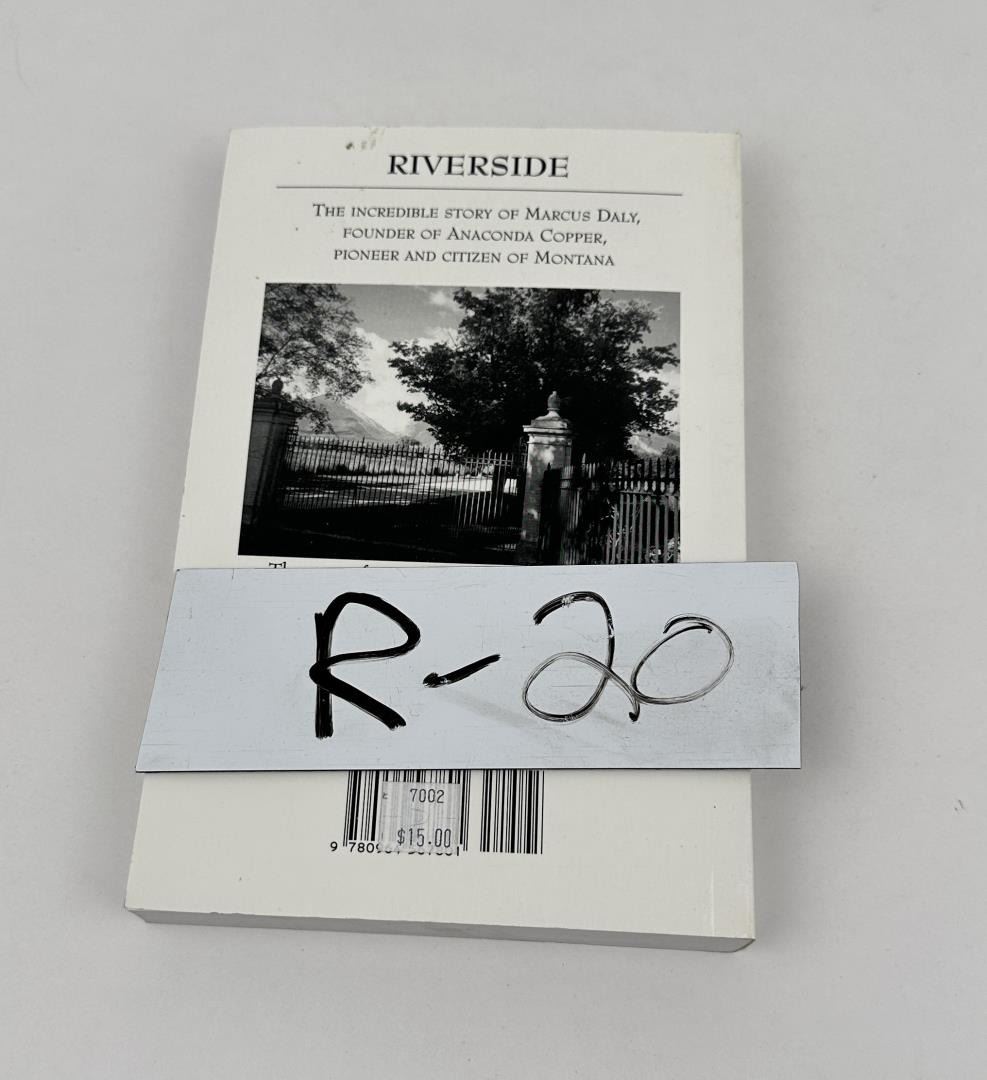 RIVERSIDE
THE INCREDIBLE STORY OF MARCUS DALY,
FOUNDER OF ANACONDA COPPER,
PIONEER AND CITIZEN OF MONTANA
R-20
7002
$15.00